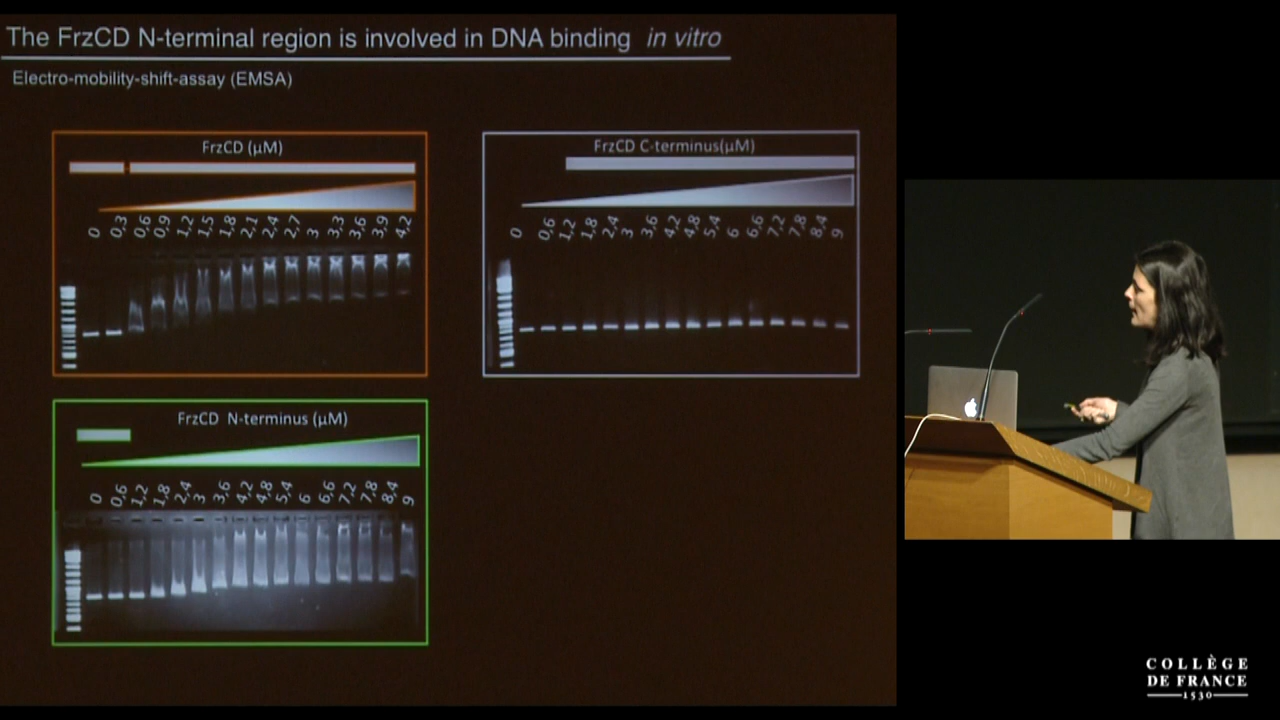 The FrzCD N-terminal region is involved in DNA binding in vitro
Electro-mobility-shift-assay (EMSA)
FrzCD (µM)
0 0,3 0,6 0,9 1,2 1,5 1,8 2,1 2,4 2,7 3 3,3 3,6 3,9 4,2
FrzCD C-terminus(µM)
0 0,6 1,2 1,8 2,4 3 3,6 4,2 4,8 5,4 6 6,6 7,2 7,8 8,4 9
FrzCD N-terminus (µM)
0 0,6 1,2 1,8 2,4 3 3,6 4,2 4,8 5,4 6 6,6 7,2 7,8 8,4 9
COLLÈGE
DE FRANCE
1530